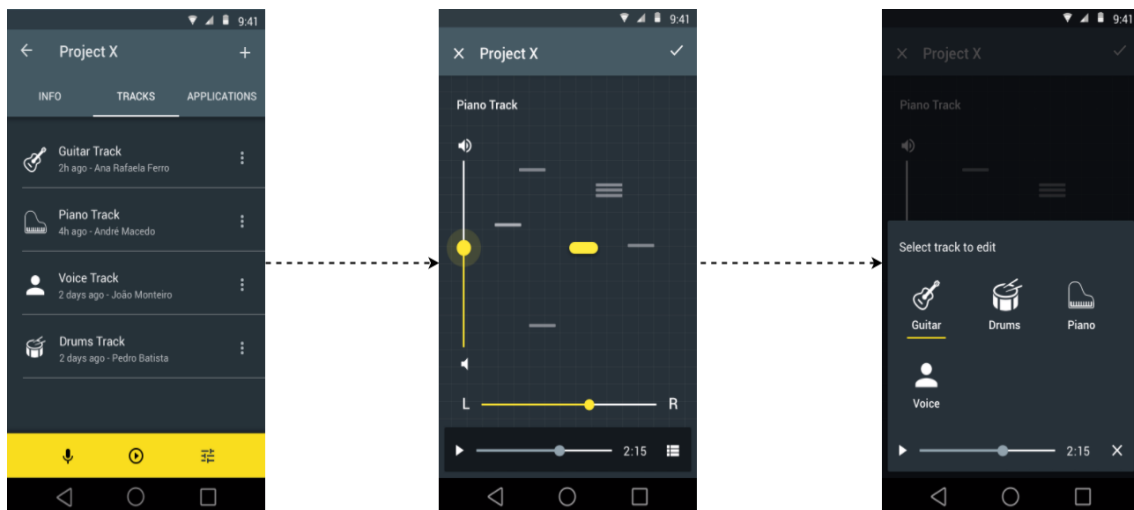 9:41
Project X
INFO TRACKS APPLICATIONS
Guitar Track
2h ago - Ana Rafaela Ferro
Piano Track
4h ago - André Macedo
Voice Track
2 days ago - João Monteiro
Drums Track
2 days ago - Pedro Batista
9:41
Project X
Piano Track
L R
2:15
9:41
Project X
Piano Track
Select track to edit
Guitar Drums Piano
Voice
2:15